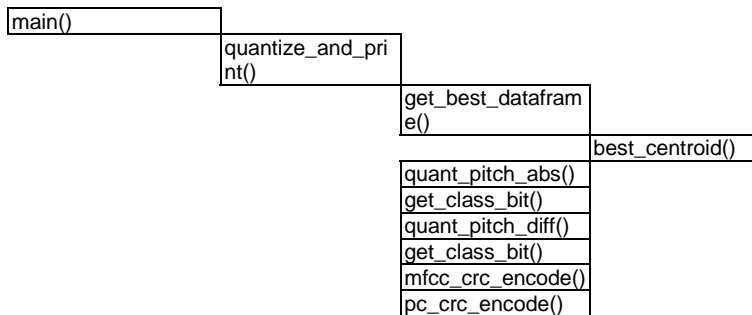 main()
quantize_and_pri
nt()
get_best_datafram
e()
best_centroid()
quant_pitch_abs()
get_class_bit()
quant_pitch_diff()
get_class_bit()
mfcc_crc_encode()
pc_crc_encode()